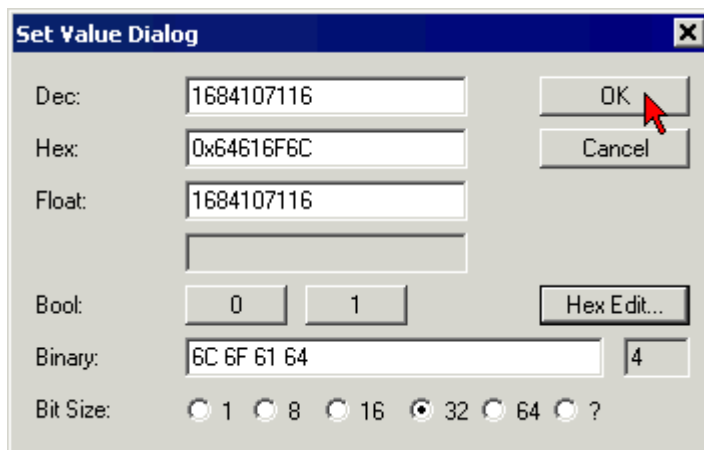 Set Value Dialog
Dec: 1684107116 OK
Hex: 0x64616F6C Cancel
Float: 1684107116
Bool: 0 1 Hex Edit...
Binary: 6C 6F 61 64 4
Bit Size: 1 8 16 32 64 ?